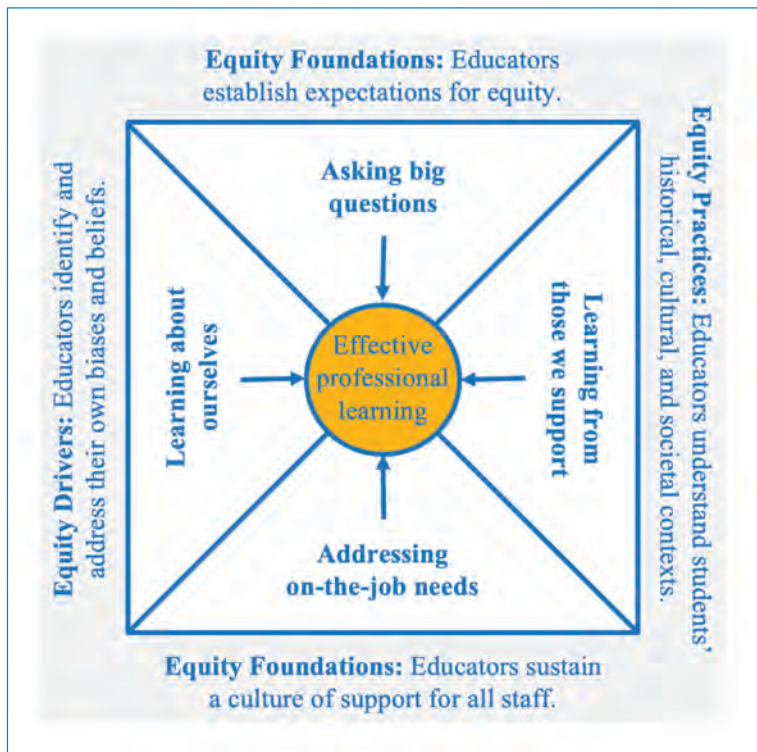 Equity Foundations: Educators
establish expectations for equity.
Equity Drivers: Educators identify and
address their own biases and beliefs.
Asking big
questions
Learning about
ourselves
Effective
professional
learning
Learning from
those we support
Equity Practices: Educators understand students’
historical, cultural, and societal contexts.
Addressing
on-the-job needs
Equity Foundations: Educators sustain
a culture of support for all staff.